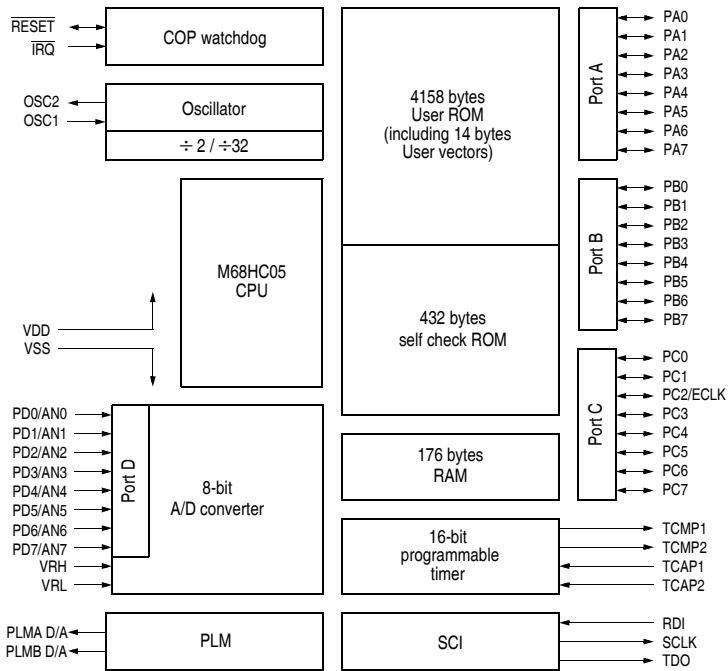 RESET
IRQ
COP watchdog
OSC2
OSC1
Oscillator
÷ 2 / ÷32
M68HC05
CPU
VDD
VSS
PD0/AN0
PD1/AN1
PD2/AN2
PD3/AN3
PD4/AN4
PD5/AN5
PD6/AN6
PD7/AN7
VRH
VRL
Port D
8-bit
A/D converter
PLMA D/A
PLMB D/A
PLM
4158 bytes
User ROM
(including 14 bytes
User vectors)
432 bytes
self check ROM
176 bytes
RAM
16-bit
programmable
timer
SCI
Port A
PA0
PA1
PA2
PA3
PA4
PA5
PA6
PA7
Port B
PB0
PB1
PB2
PB3
PB4
PB5
PB6
PB7
Port C
PC0
PC1
PC2/ECLK
PC3
PC4
PC5
PC6
PC7
TCMP1
TCMP2
TCAP1
TCAP2
RDI
SCLK
TDO